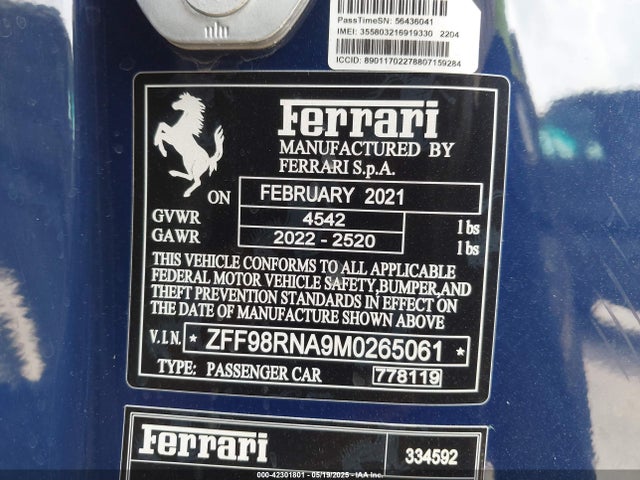 PassTimeSN: 56436041
IMEI: 355803216919330 2204
ICCID: 89011702278807159284
Ferrari
MANUFACTURED BY
FERRARI S.p.A.
ON FEBRUARY 2021
GVWR 4542 lbs
GAWR 2022 - 2520 lbs
THIS VEHICLE CONFORMS TO ALL APPLICABLE
FEDERAL MOTOR VEHICLE SAFETY,BUMPER,AND
THEFT PREVENTION STANDARDS IN EFFECT ON
THE DATE OF MANUFACTURE SHOWN ABOVE
V.I.N. * ZFF98RNA9M0265061 *
TYPE: PASSENGER CAR 778119
Ferrari 334592
000-42301801 - 05/19/2025 - IAA Inc.